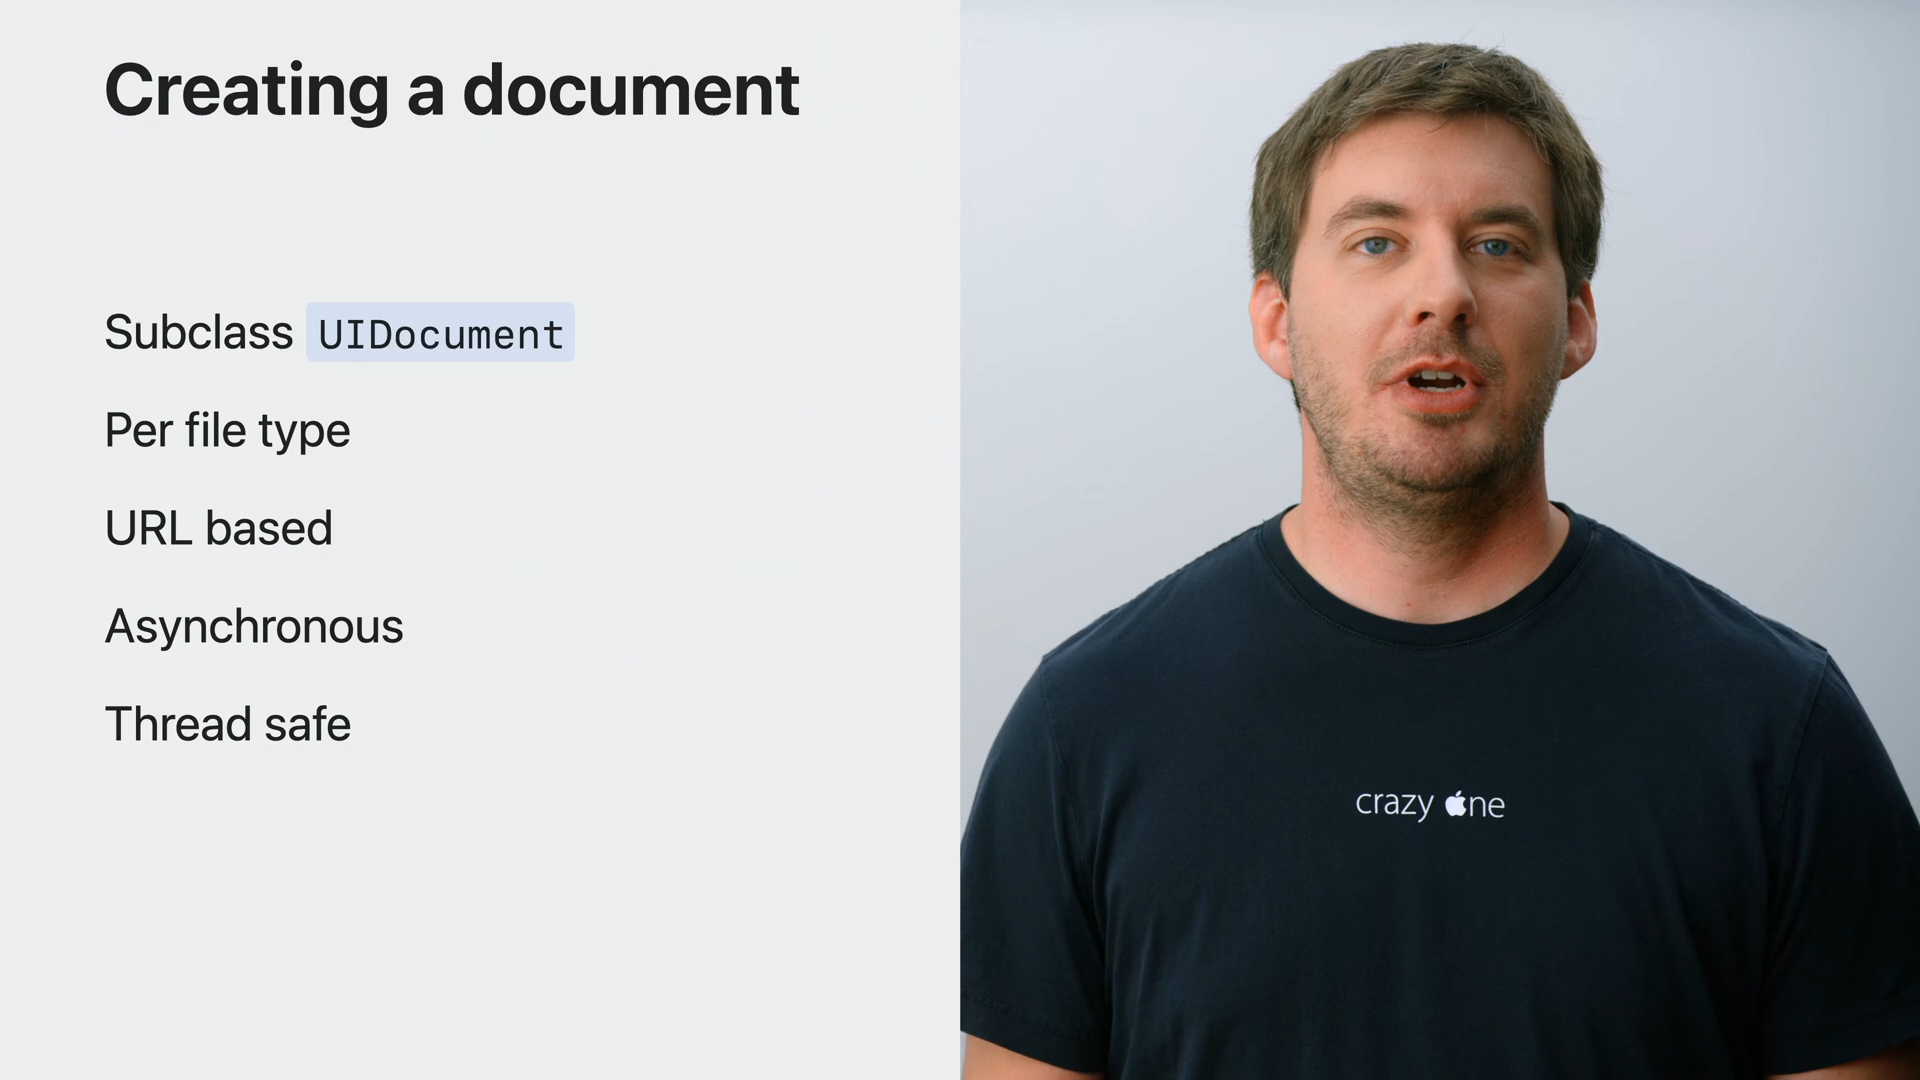 Creating a document
Subclass UIDocument
Per file type
URL based
Asynchronous
Thread safe
crazy ne